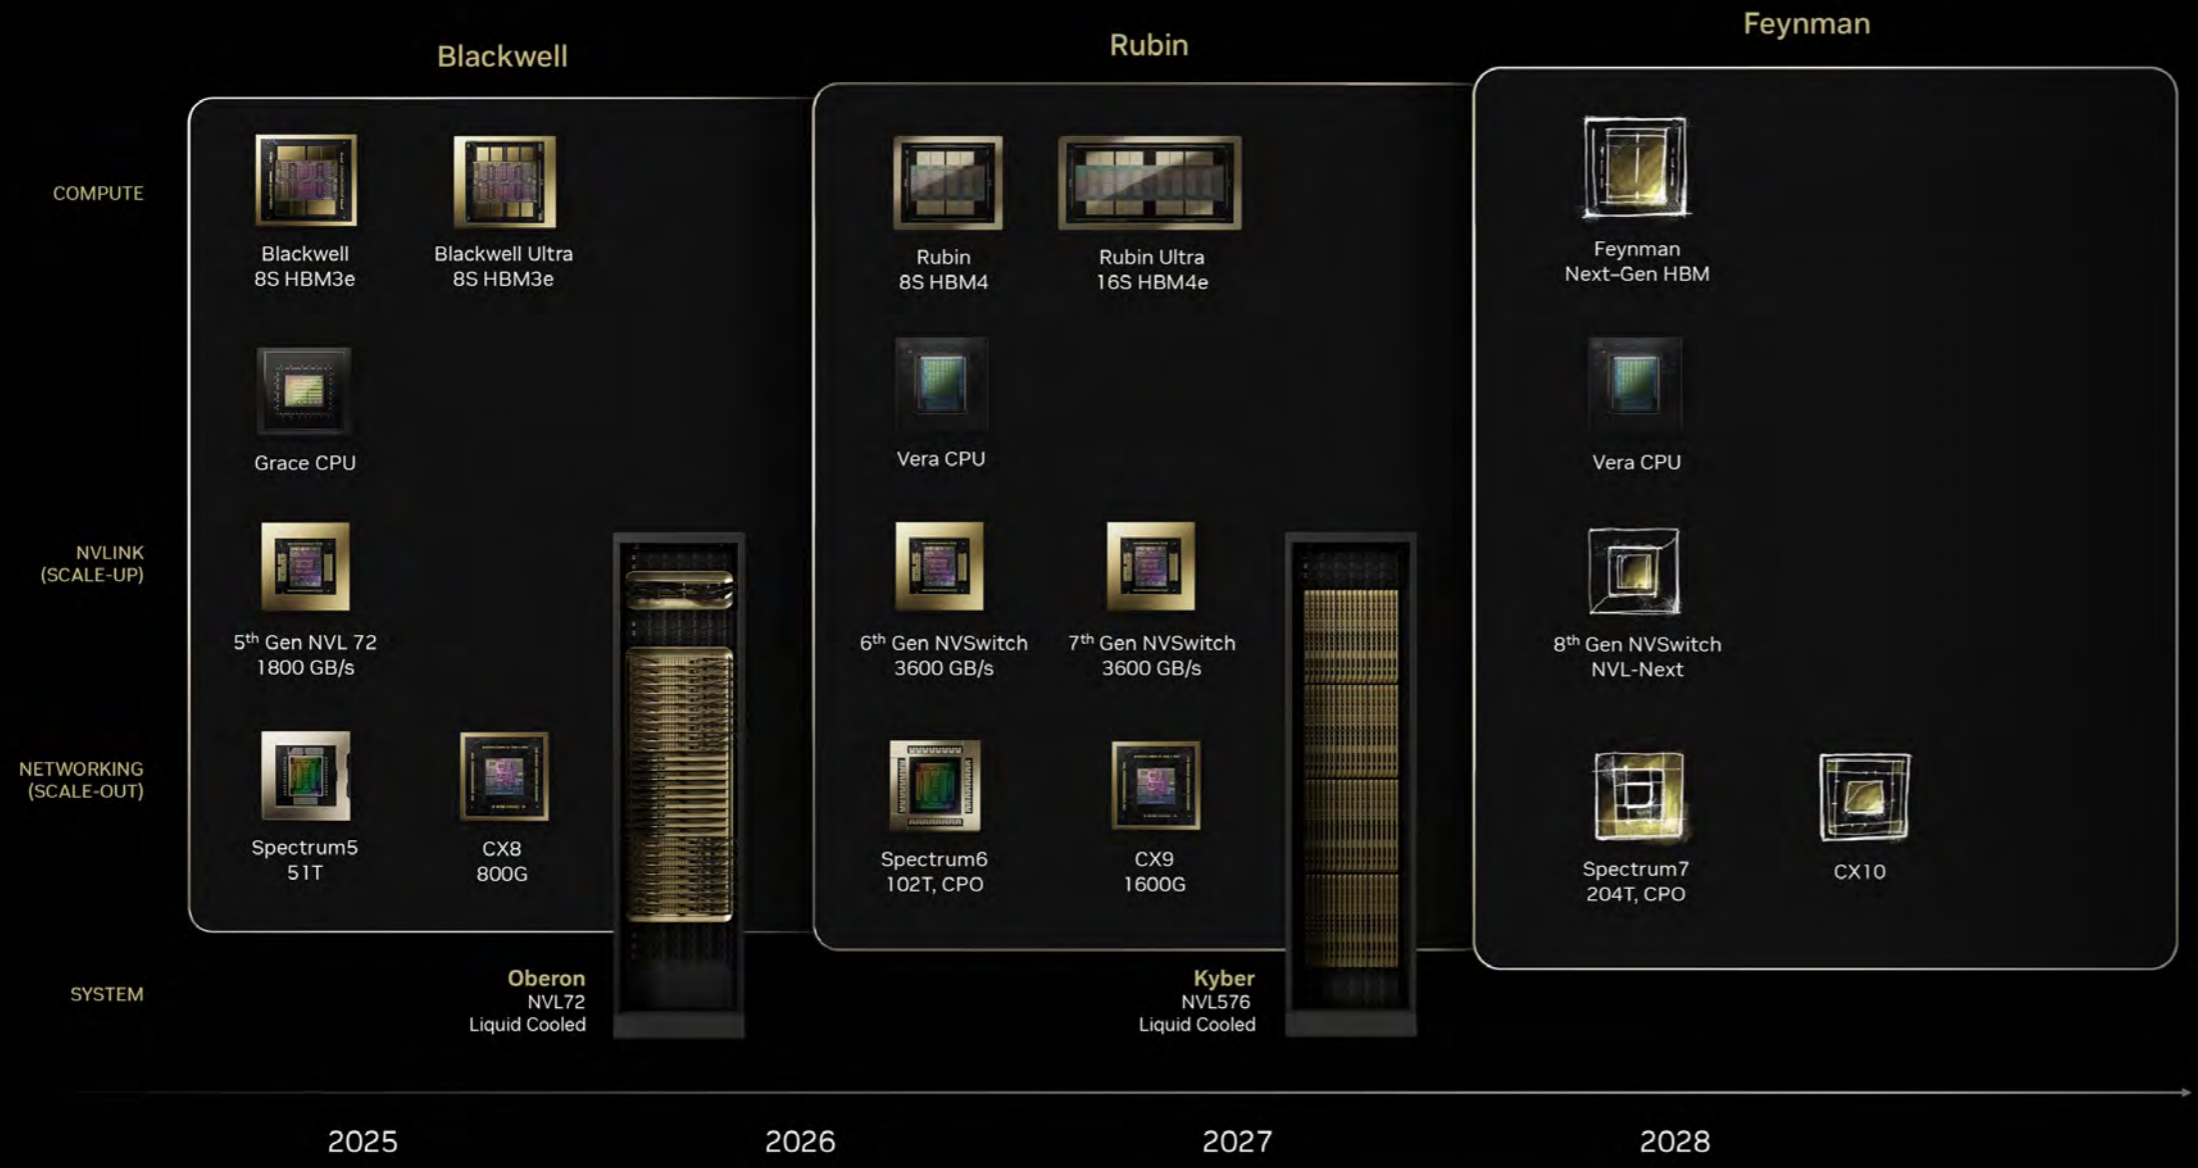 Blackwell
Rubin
Feynman
COMPUTE
Blackwell
8S HBM3e
Blackwell Ultra
8S HBM3e
Rubin
8S HBM4
Rubin Ultra
16S HBM4e
Feynman
Next–Gen HBM
Grace CPU
Vera CPU
Vera CPU
NVLINK
(SCALE-UP)
5th Gen NVL 72
1800 GB/s
6th Gen NVSwitch
3600 GB/s
7th Gen NVSwitch
3600 GB/s
8th Gen NVSwitch
NVL-Next
NETWORKING
(SCALE-OUT)
Spectrum5
51T
CX8
800G
Spectrum6
102T, CPO
CX9
1600G
Spectrum7
204T, CPO
CX10
SYSTEM
Oberon
NVL72
Liquid Cooled
Kyber
NVL576
Liquid Cooled
2025
2026
2027
2028